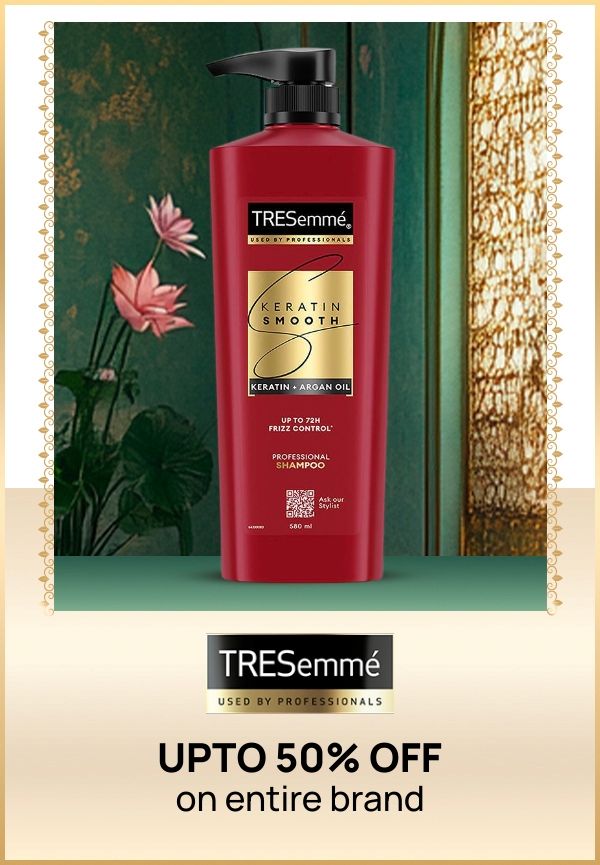 TRESemmé®
USED BY PROFESSIONALS
KERATIN
SMOOTH
KERATIN + ARGAN OIL
UP TO 72H
FRIZZ CONTROL*
PROFESSIONAL
SHAMPOO
Ask our
Stylist
580 ml
TRESemmé
USED BY PROFESSIONALS
UPTO 50% OFF
on entire brand